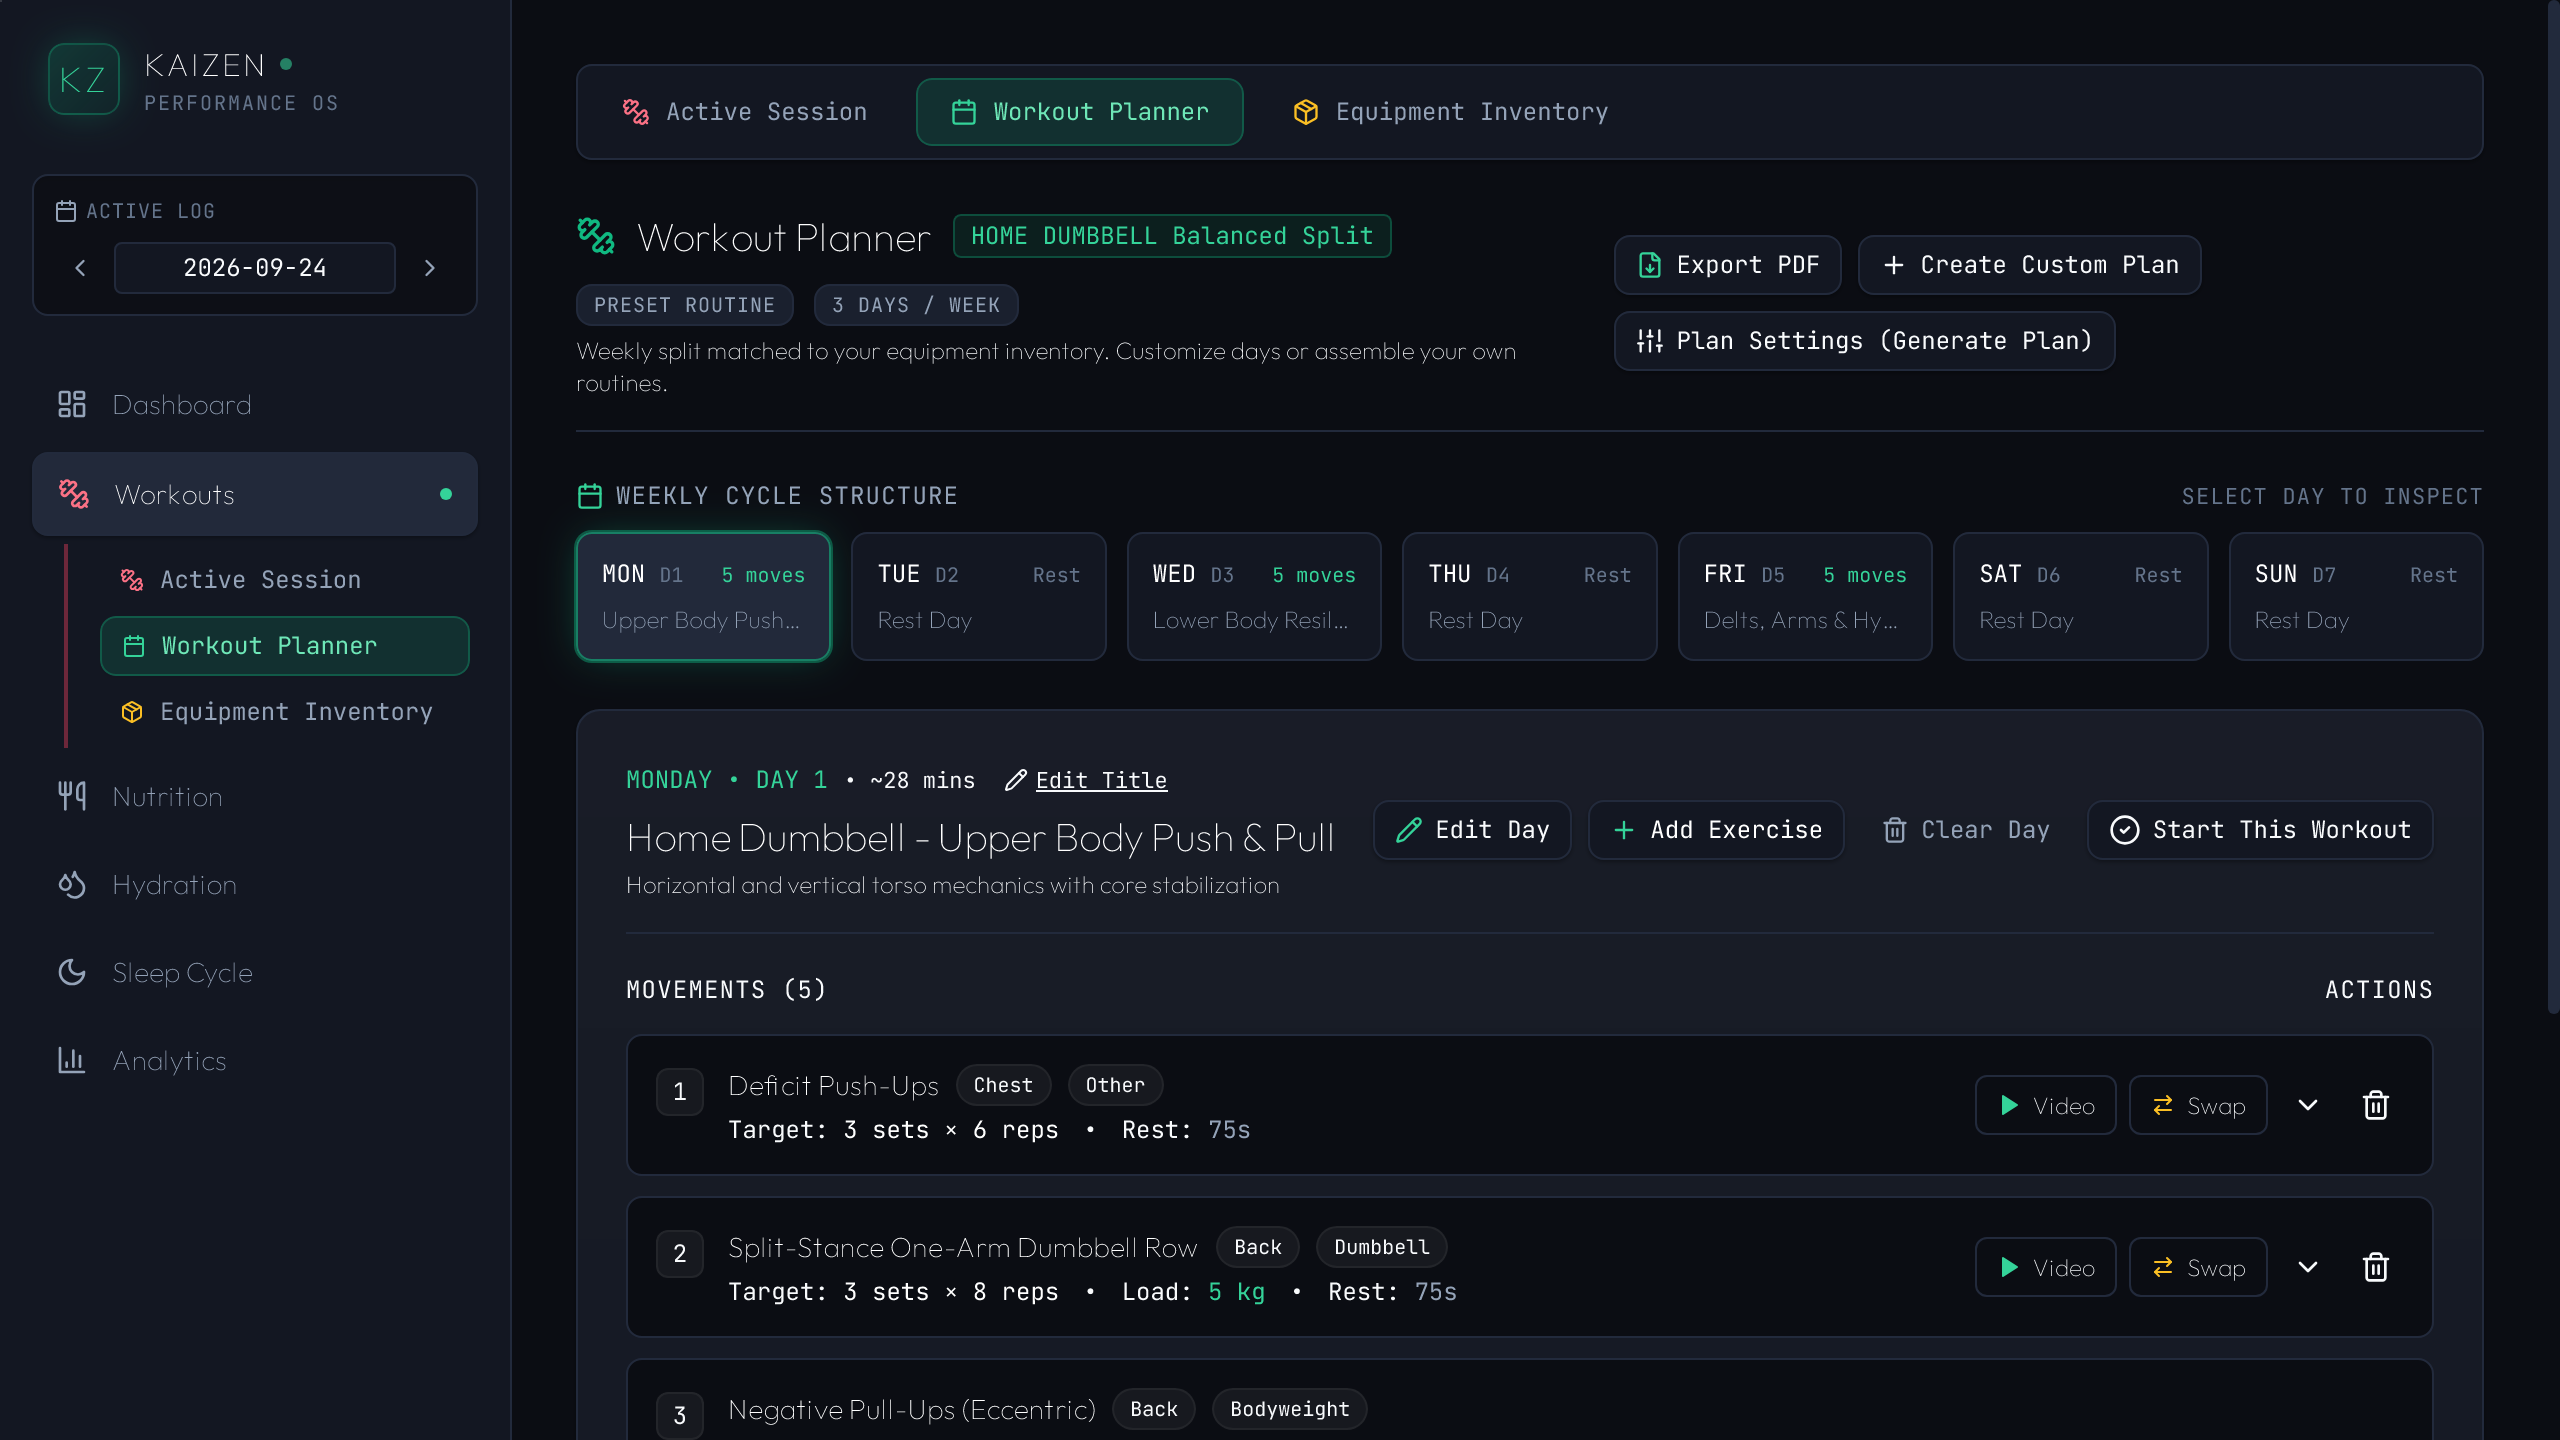 KZ
KAIZEN
PERFORMANCE OS
ACTIVE LOG
2026-09-24
Dashboard
Workouts
Active Session
Workout Planner
Equipment Inventory
Nutrition
Hydration
Sleep Cycle
Analytics
Active Session
Workout Planner
Equipment Inventory
Workout Planner
HOME DUMBBELL Balanced Split
PRESET ROUTINE
3 DAYS / WEEK
Weekly split matched to your equipment inventory. Customize days or assemble your own
routines.
Export PDF
+ Create Custom Plan
Plan Settings (Generate Plan)
WEEKLY CYCLE STRUCTURE
SELECT DAY TO INSPECT
MON D1 5 moves
Upper Body Push...
TUE D2 Rest
Rest Day
WED D3 5 moves
Lower Body Resil...
THU D4 Rest
Rest Day
FRI D5 5 moves
Delts, Arms & Hy...
SAT D6 Rest
Rest Day
SUN D7 Rest
Rest Day
MONDAY • DAY 1 • ~28 mins Edit Title
Home Dumbbell - Upper Body Push & Pull
Horizontal and vertical torso mechanics with core stabilization
Edit Day
+ Add Exercise
Clear Day
Start This Workout
MOVEMENTS (5)
ACTIONS
1
Deficit Push-Ups Chest Other
Target: 3 sets × 6 reps • Rest: 75s
Video
Swap
2
Split-Stance One-Arm Dumbbell Row Back Dumbbell
Target: 3 sets × 8 reps • Load: 5 kg • Rest: 75s
Video
Swap
3
Negative Pull-Ups (Eccentric) Back Bodyweight